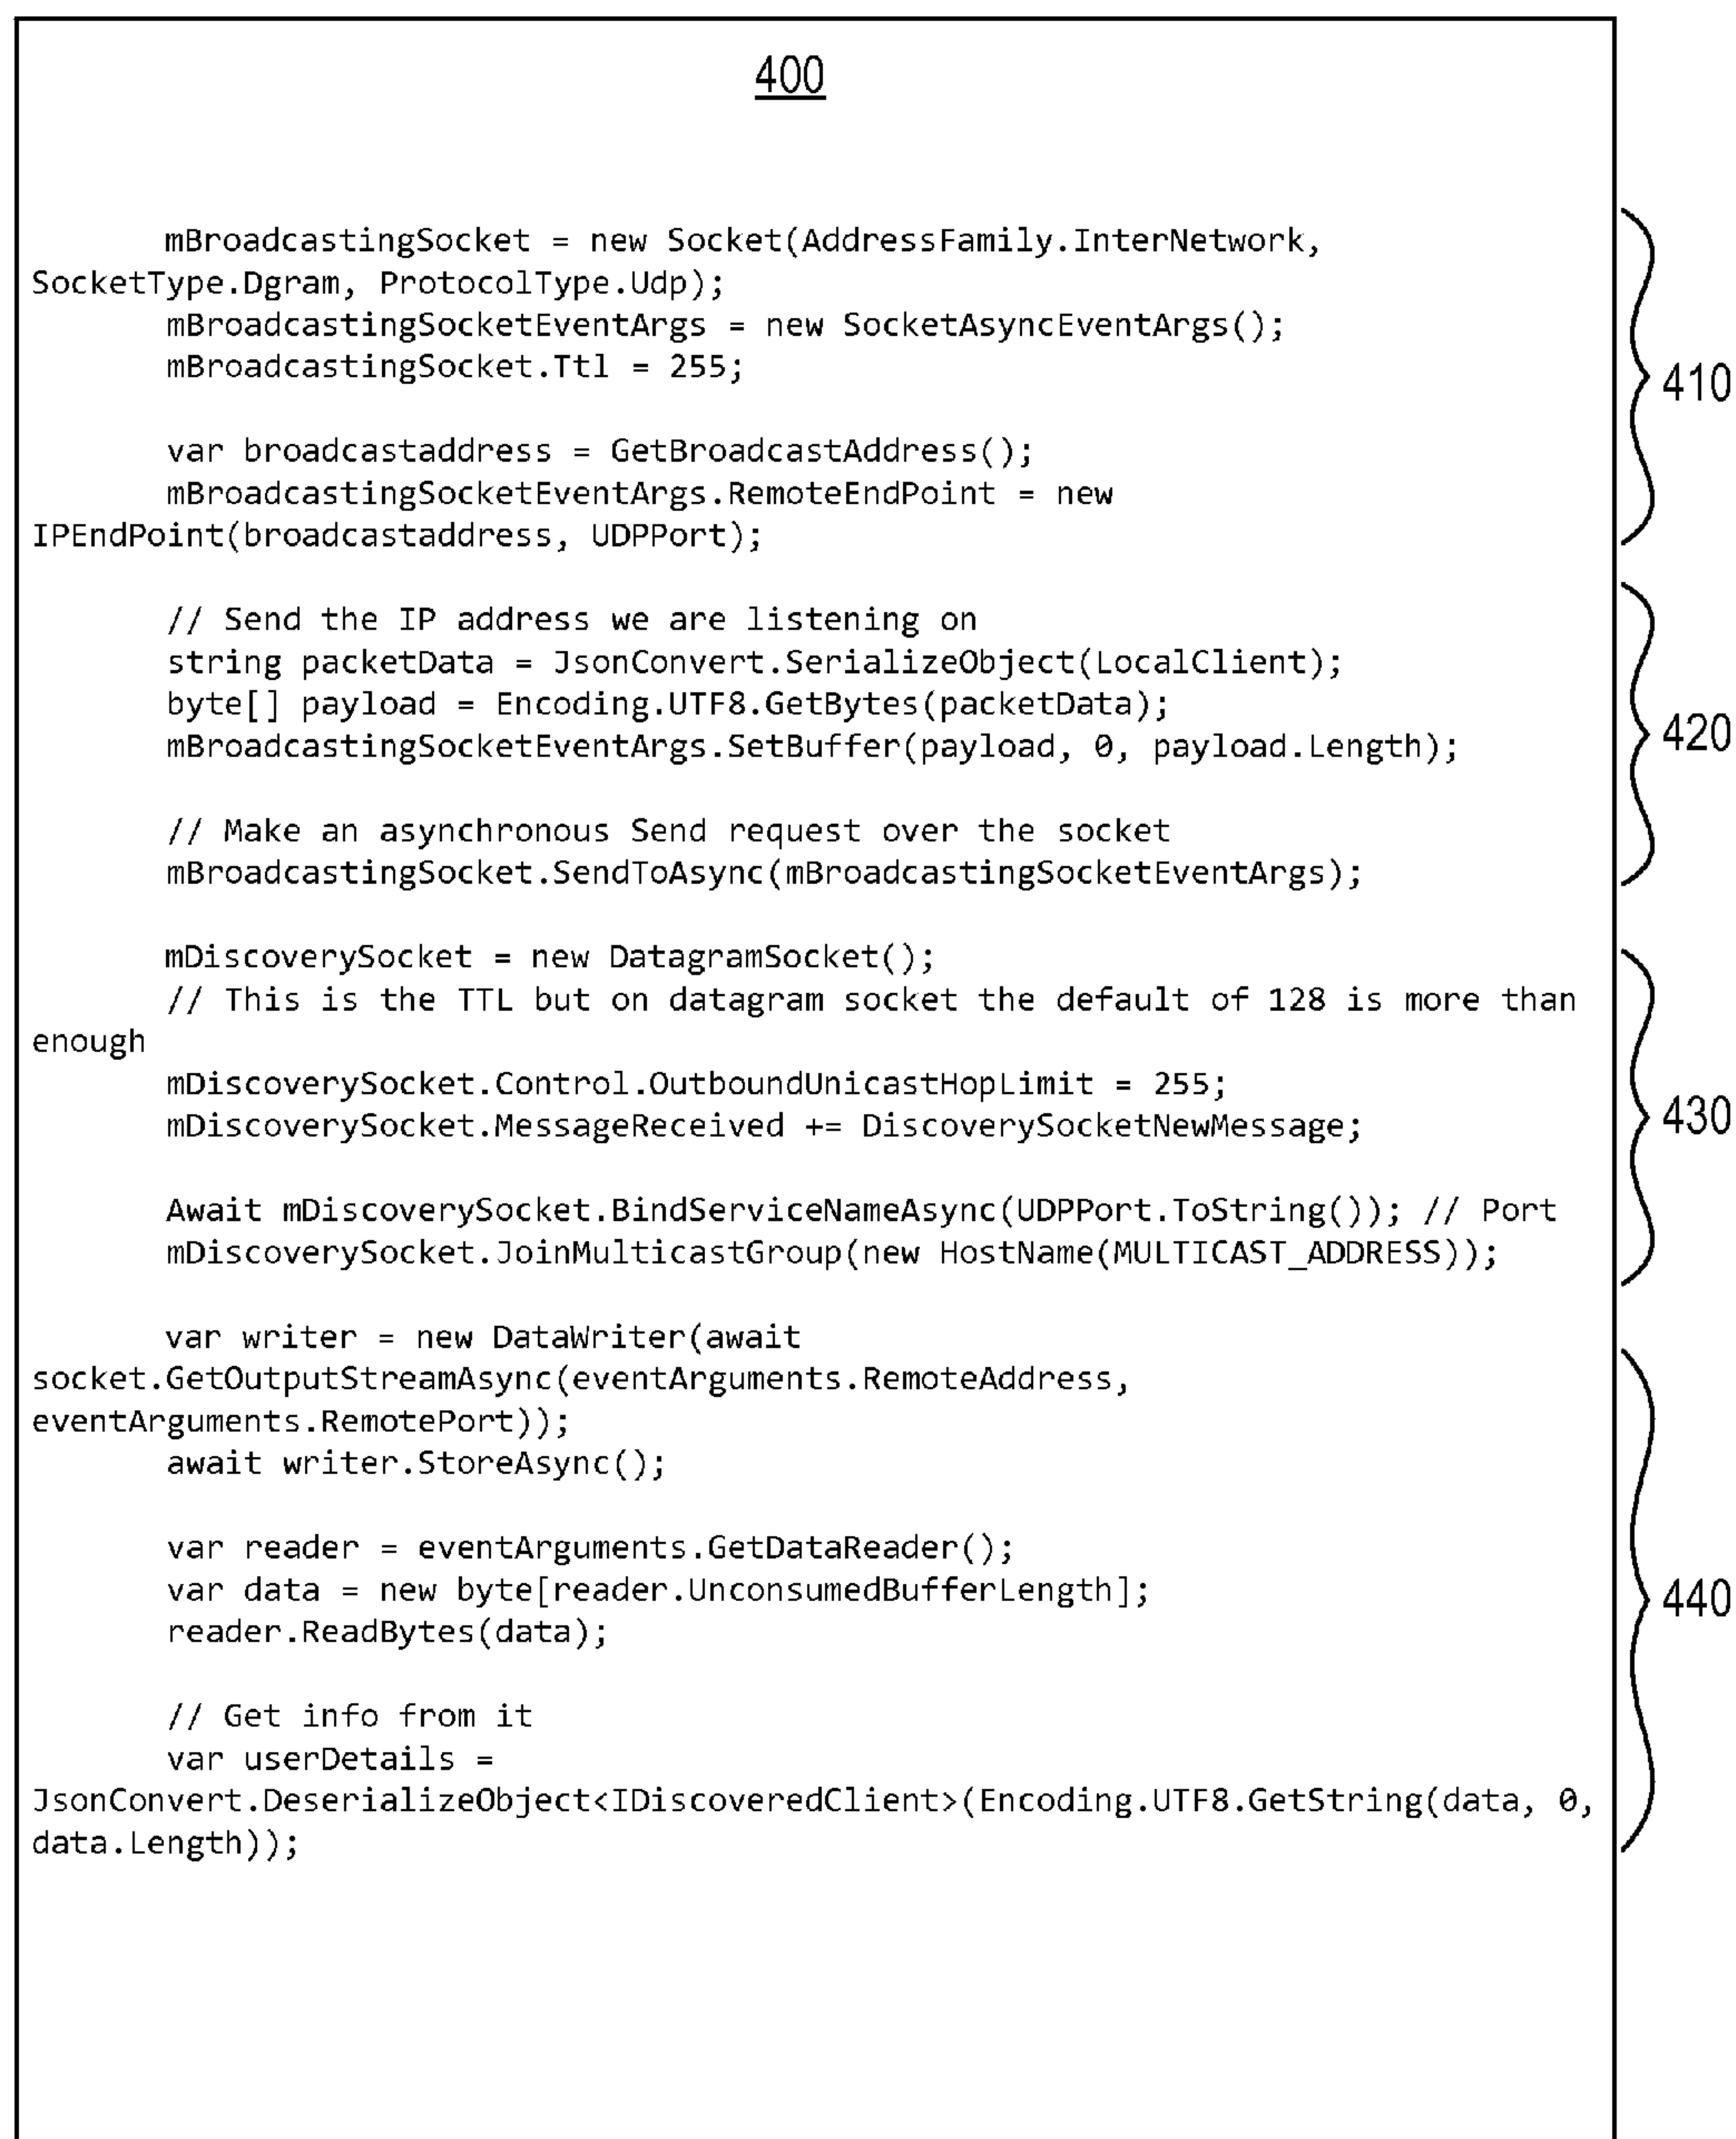 400
mBroadcastingSocket = new Socket(AddressFamily.InterNetwork,
SocketType.Dgram, ProtocolType.Udp);
mBroadcastingSocketEventArgs = new SocketAsyncEventArgs();
mBroadcastingSocket.Ttl = 255;
410
var broadcastaddress = GetBroadcastAddress();
mBroadcastingSocketEventArgs.RemoteEndPoint = new
IPEndPoint(broadcastaddress, UDPPort);
// Send the IP address we are listening on
string packetData = JsonConvert.SerializeObject(LocalClient);
byte[] payload = Encoding.UTF8.GetBytes(packetData);
mBroadcastingSocketEventArgs.SetBuffer(payload, 0, payload.Length);
420
// Make an asynchronous Send request over the socket
mBroadcastingSocket.SendToAsync(mBroadcastingSocketEventArgs);
mDiscoverySocket = new DatagramSocket();
// This is the TTL but on datagram socket the default of 128 is more than
enough
mDiscoverySocket.Control.OutboundUnicastHopLimit = 255;
mDiscoverySocket.MessageReceived += DiscoverySocketNewMessage;
430
Await mDiscoverySocket.BindServiceNameAsync(UDPPort.ToString()); // Port
mDiscoverySocket.JoinMulticastGroup(new HostName(MULTICAST_ADDRESS));
var writer = new DataWriter(await
socket.GetOutputStreamAsync(eventArguments.RemoteAddress,
eventArguments.RemotePort));
await writer.StoreAsync();
var reader = eventArguments.GetDataReader();
var data = new byte[reader.UnconsumedBufferLength];
440
reader.ReadBytes(data);
// Get info from it
var userDetails =
JsonConvert.DeserializeObject<IDiscoveredClient>(Encoding.UTF8.GetString(data, 0,
data.Length));